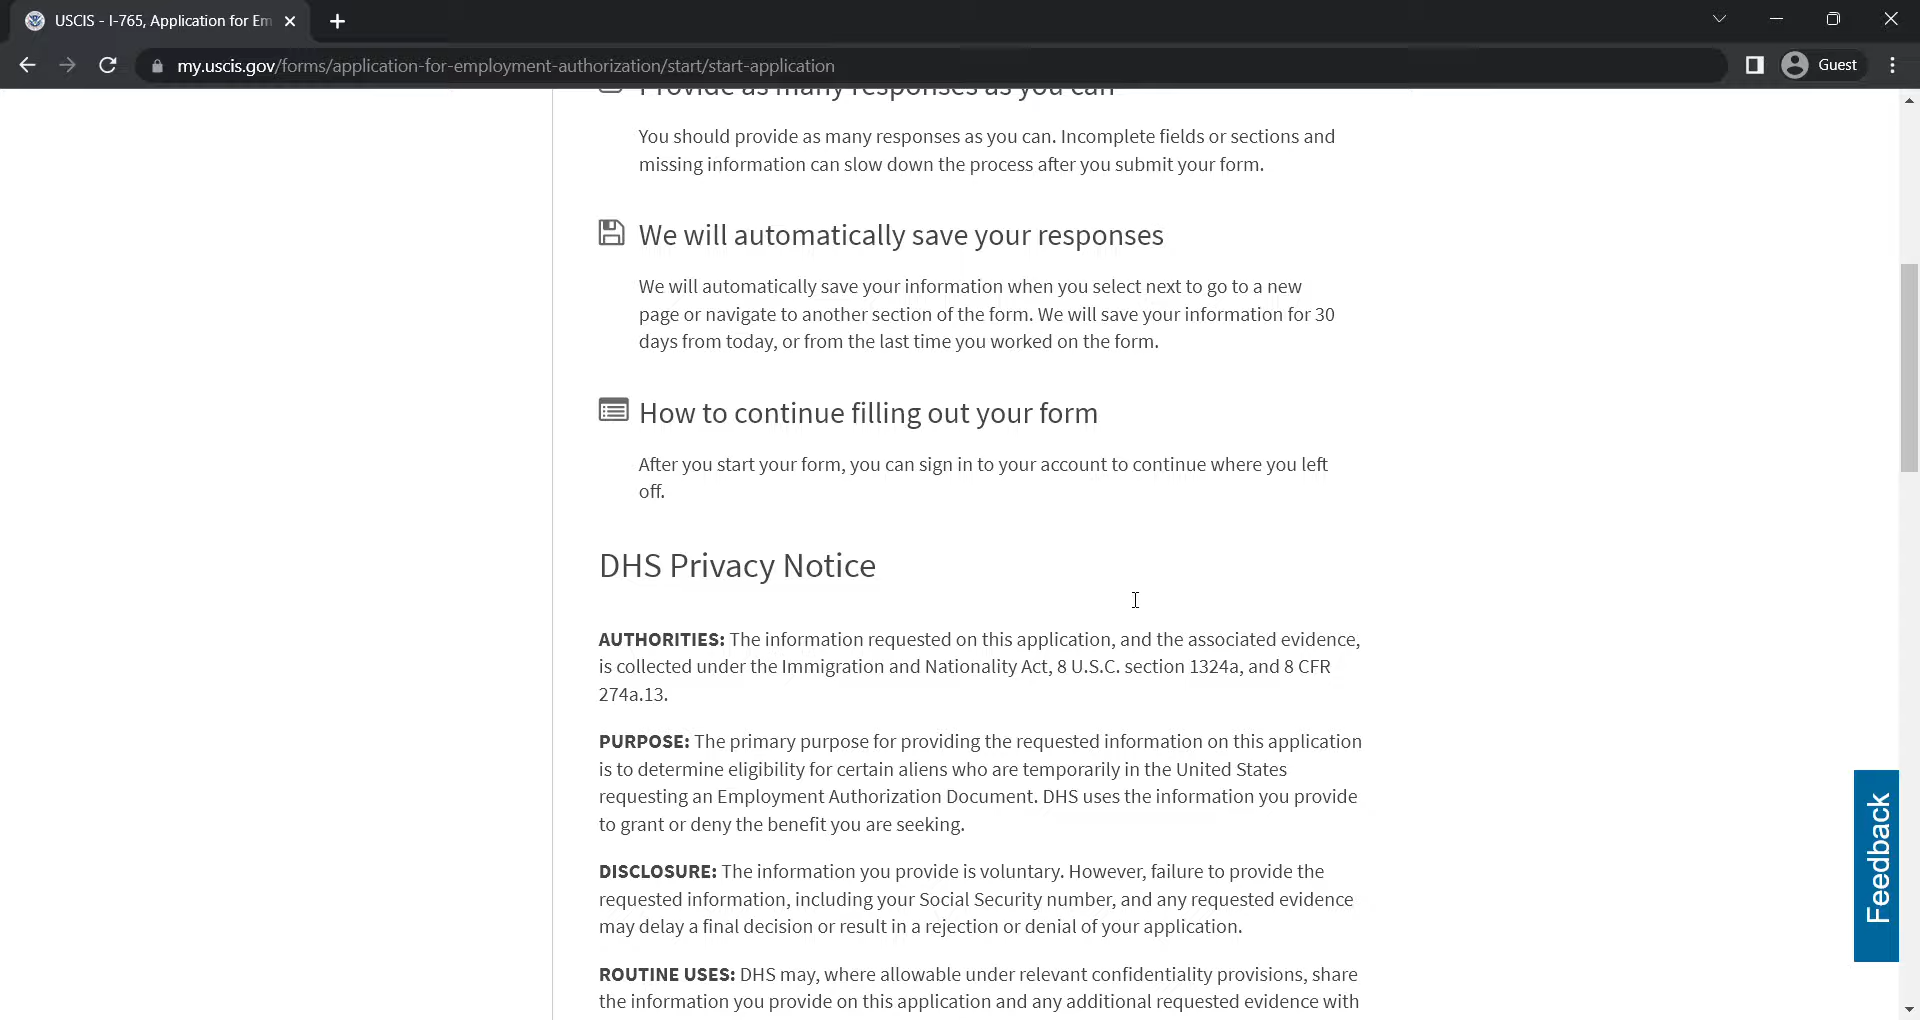 USCIS - I-765, Application for Em
my.uscis.gov/forms/application-for-employment-authorization/start/start-application
Guest
Provide as many responses as you can
You should provide as many responses as you can. Incomplete fields or sections and
missing information can slow down the process after you submit your form.
We will automatically save your responses
We will automatically save your information when you select next to go to a new
page or navigate to another section of the form. We will save your information for 30
days from today, or from the last time you worked on the form.
How to continue filling out your form
After you start your form, you can sign in to your account to continue where you left
off.
DHS Privacy Notice
AUTHORITIES: The information requested on this application, and the associated evidence,
is collected under the Immigration and Nationality Act, 8 U.S.C. section 1324a, and 8 CFR
274a.13.
PURPOSE: The primary purpose for providing the requested information on this application
is to determine eligibility for certain aliens who are temporarily in the United States
requesting an Employment Authorization Document. DHS uses the information you provide
to grant or deny the benefit you are seeking.
DISCLOSURE: The information you provide is voluntary. However, failure to provide the
requested information, including your Social Security number, and any requested evidence
may delay a final decision or result in a rejection or denial of your application.
ROUTINE USES: DHS may, where allowable under relevant confidentiality provisions, share
the information you provide on this application and any additional requested evidence with
Feedback